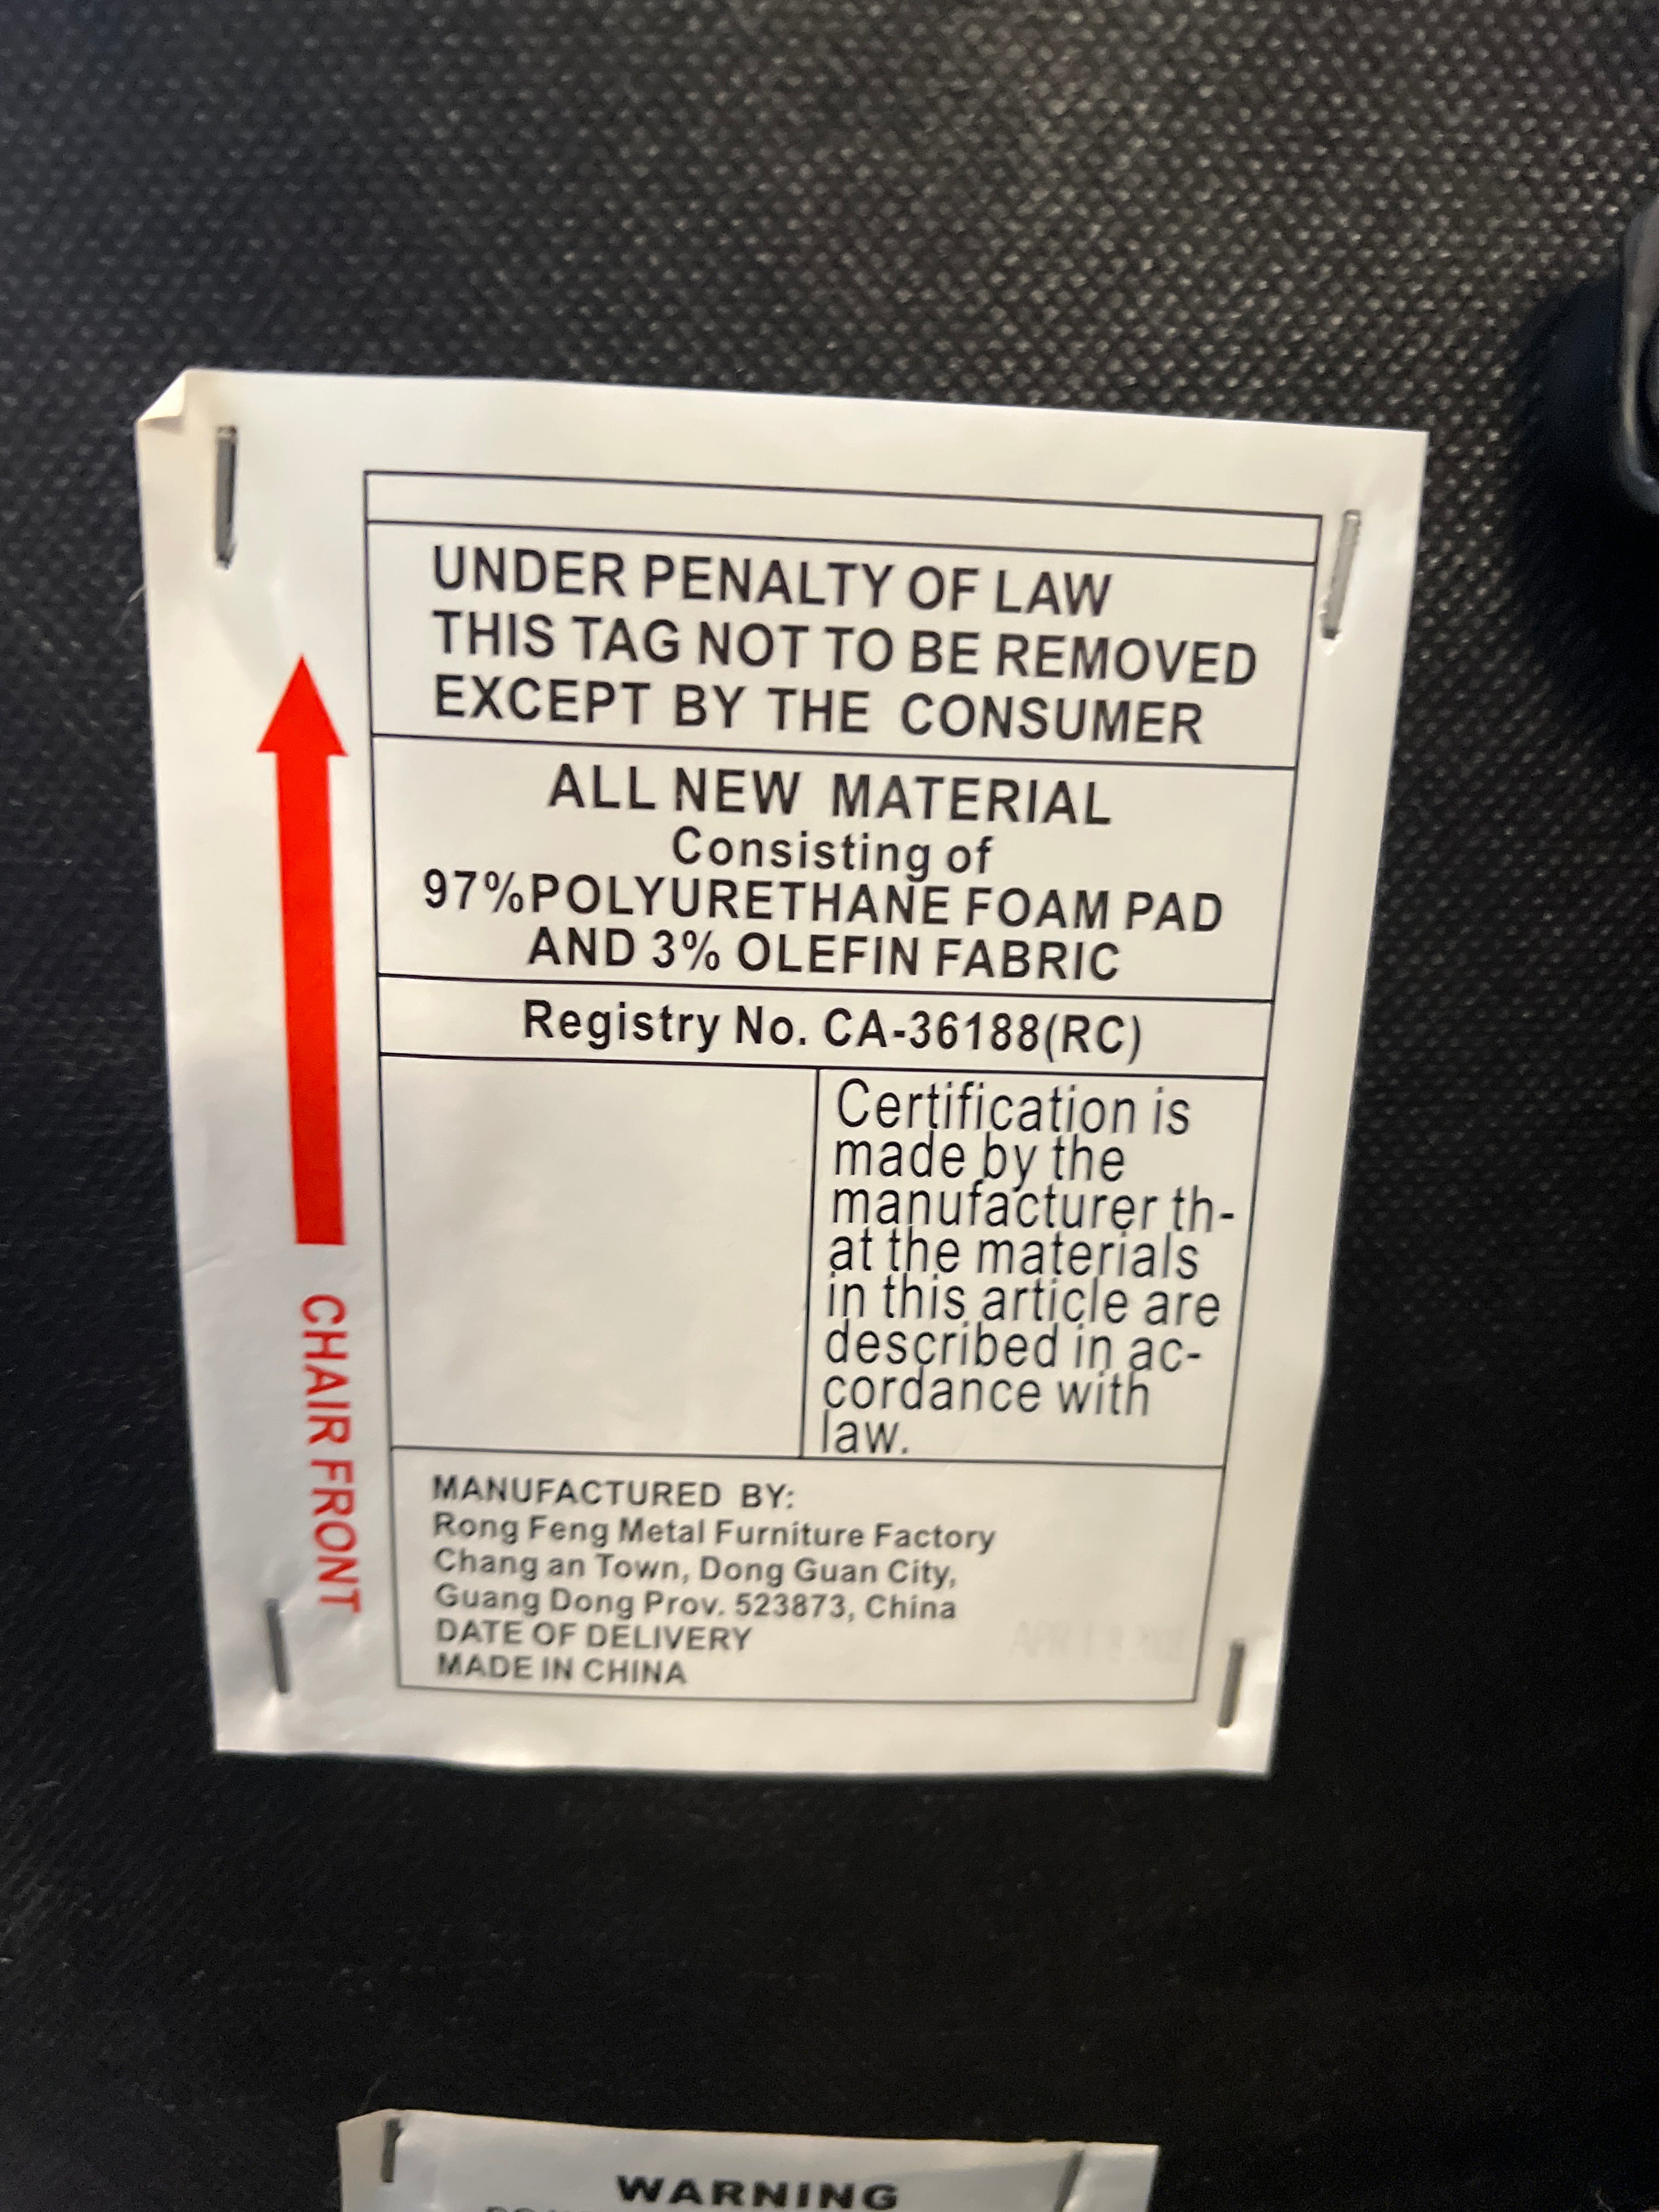 UNDER PENALTY OF LAW
THIS TAG NOT TO BE REMOVED
EXCEPT BY THE CONSUMER
ALL NEW MATERIAL
Consisting of
97%POLYURETHANE FOAM PAD
AND 3% OLEFIN FABRIC
Registry No. CA-36188(RC)
Certification is
made by the
manufacturer th-
at the materials
in this article are
described in ac-
cordance with
law.
MANUFACTURED BY:
Rong Feng Metal Furniture Factory
Chang an Town, Dong Guan City,
Guang Dong Prov. 523873, China
DATE OF DELIVERY
MADE IN CHINA
CHAIR FRONT
WARNING